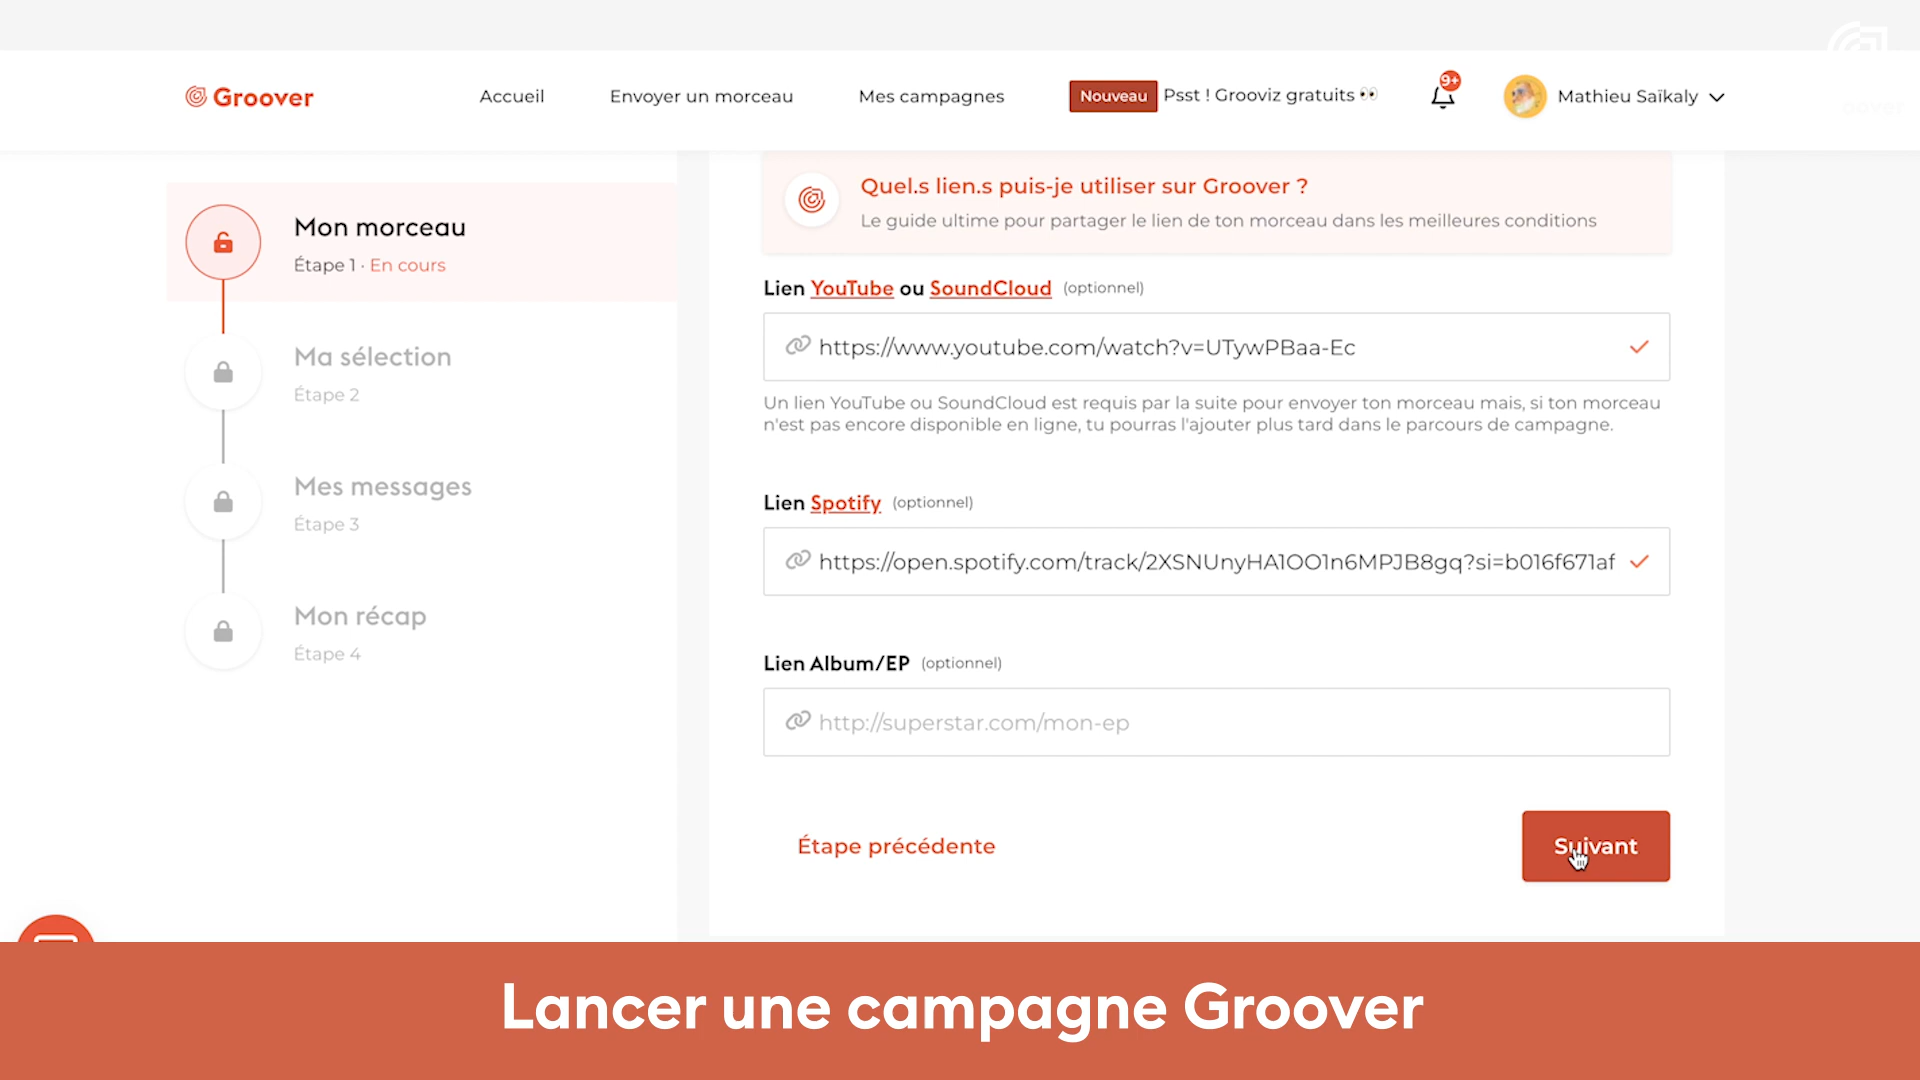 Groover
Accueil
Envoyer un morceau
Mes campagnes
Nouveau Psst ! Grooviz gratuits 👀
9+
Mathieu Saïkaly
Mon morceau
Étape 1 · En cours
Ma sélection
Étape 2
Mes messages
Étape 3
Mon récap
Étape 4
Quel.s lien.s puis-je utiliser sur Groover ?
Le guide ultime pour partager le lien de ton morceau dans les meilleures conditions
Lien YouTube ou SoundCloud (optionnel)
https://www.youtube.com/watch?v=UTywPBaa-Ec
Un lien YouTube ou SoundCloud est requis par la suite pour envoyer ton morceau mais, si ton morceau
n'est pas encore disponible en ligne, tu pourras l'ajouter plus tard dans le parcours de campagne.
Lien Spotify (optionnel)
https://open.spotify.com/track/2XSNUnyHA1OO1n6MPJB8gq?si=b016f671af
Lien Album/EP (optionnel)
http://superstar.com/mon-ep
Étape précédente
Suivant
Lancer une campagne Groover